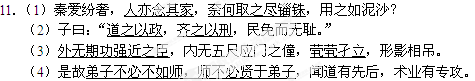 11.（1）秦爱纷奢，人亦念其家，奈何取之尽锱铢，用之如泥沙？
（2）子曰：“道之以政，齐之以刑，民免而无耻。”
（3）外无期功强近之臣，内无五尺应门之僮，茕茕孑立，形影相吊。
（4）是故弟子不必不如师，师不必贤于弟子，闻道有先后，术业有专攻。